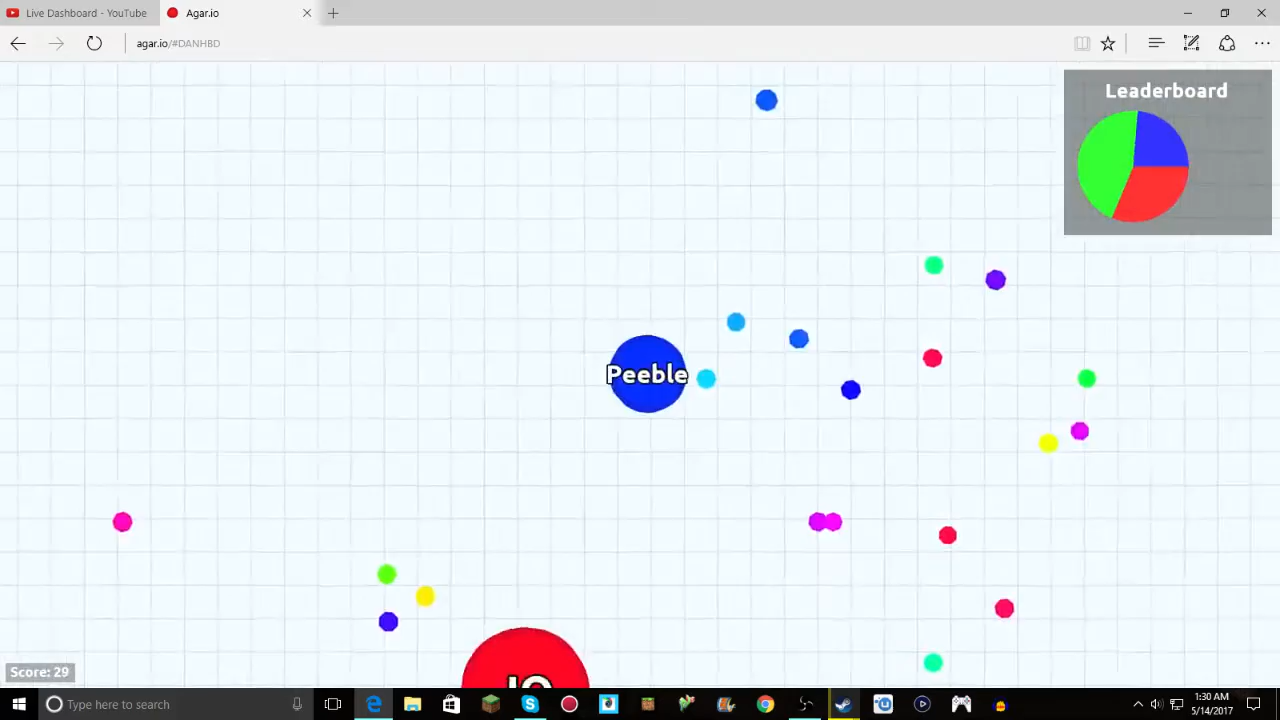 Live Dashboard - YouTube
Agar.io
agar.io/#DANHBD
Leaderboard
Peeble
Score: 29
Type here to search
1:30 AM
5/14/2017